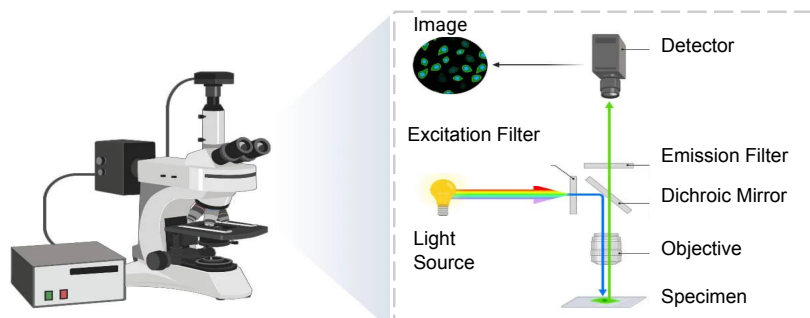 Image
Detector
Excitation Filter
Emission Filter
Dichroic Mirror
Light
Source
Objective
Specimen